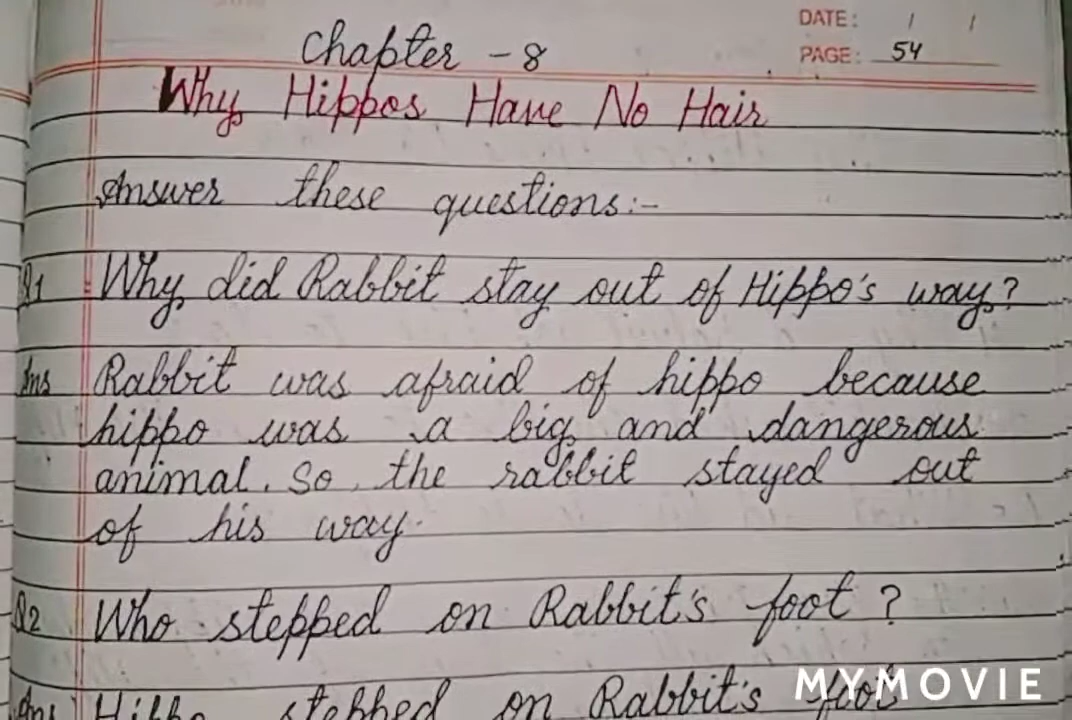 DATE: / /
PAGE: 54
Chapter - 8
Why Hippos Have No Hair
Answer these questions:-
Q1 Why did Rabbit stay out of Hippo's way?
Ans Rabbit was afraid of hippo because
hippo was a big and dangerous
animal. So, the rabbit stayed out
of his way.
Q2 Who stepped on Rabbit's foot?
Ans Hippo stepped on Rabbit's foot
MYMOVIE